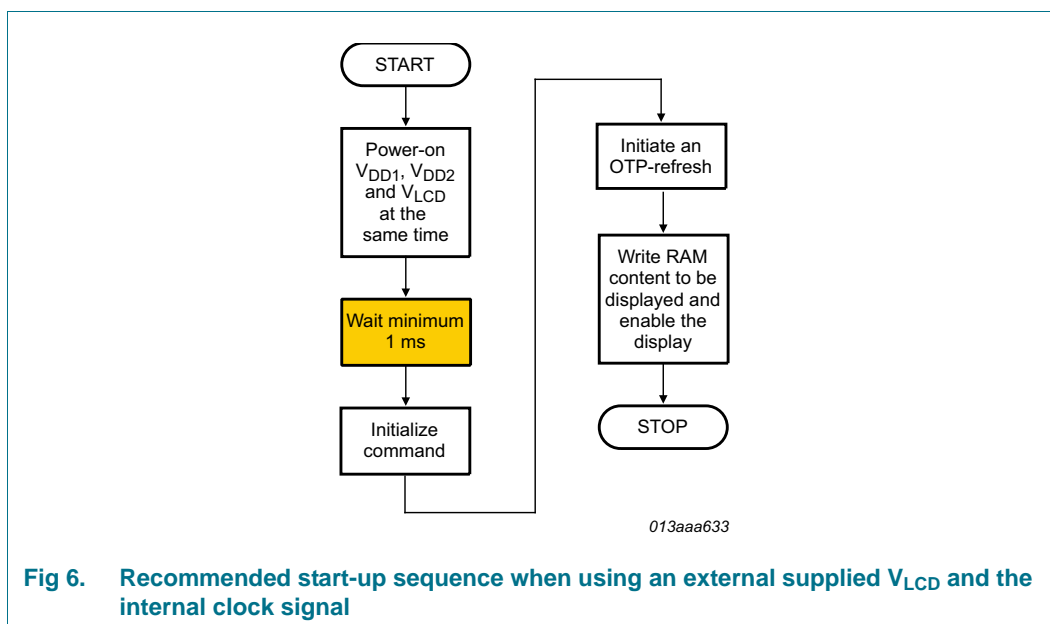 START
Power-on
VDD1, VDD2
and VLCD
at the
same time
Wait minimum
1 ms
Initialize
command
Initiate an
OTP-refresh
Write RAM
content to be
displayed and
enable the
display
STOP
013aaa633
Fig 6. Recommended start-up sequence when using an external supplied VLCD and the
internal clock signal